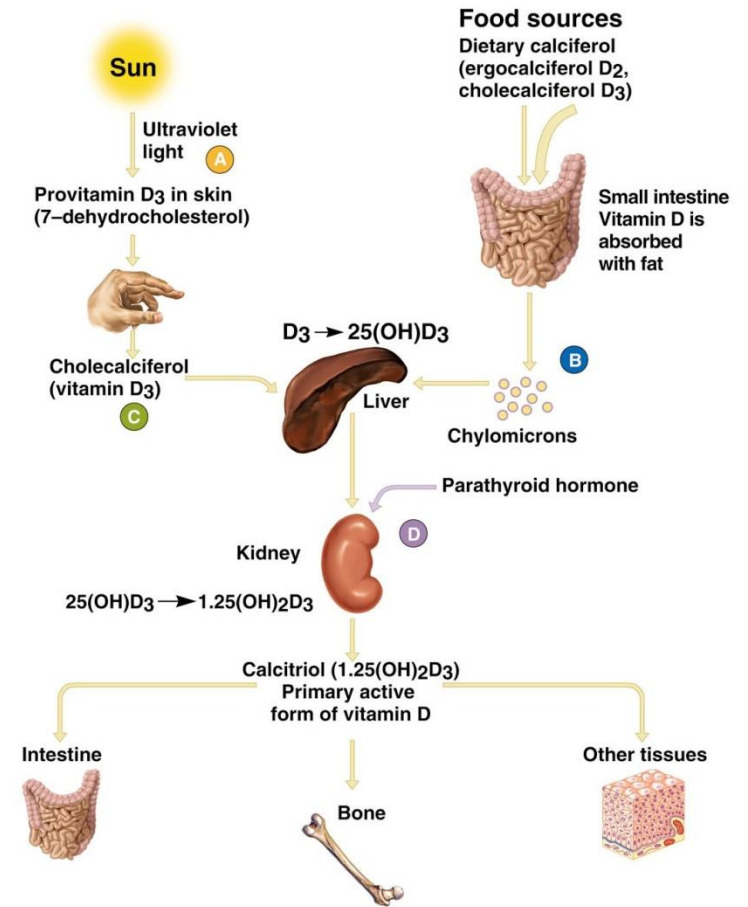 Sun
Ultraviolet
light
A
Provitamin D3 in skin
(7–dehydrocholesterol)
Cholecalciferol
(vitamin D3)
C
Food sources
Dietary calciferol
(ergocalciferol D2,
cholecalciferol D3)
Small intestine
Vitamin D is
absorbed
with fat
B
Chylomicrons
D3 → 25(OH)D3
Liver
Parathyroid hormone
D
Kidney
25(OH)D3 → 1.25(OH)2D3
Calcitriol (1.25(OH)2D3)
Primary active
form of vitamin D
Intestine
Bone
Other tissues